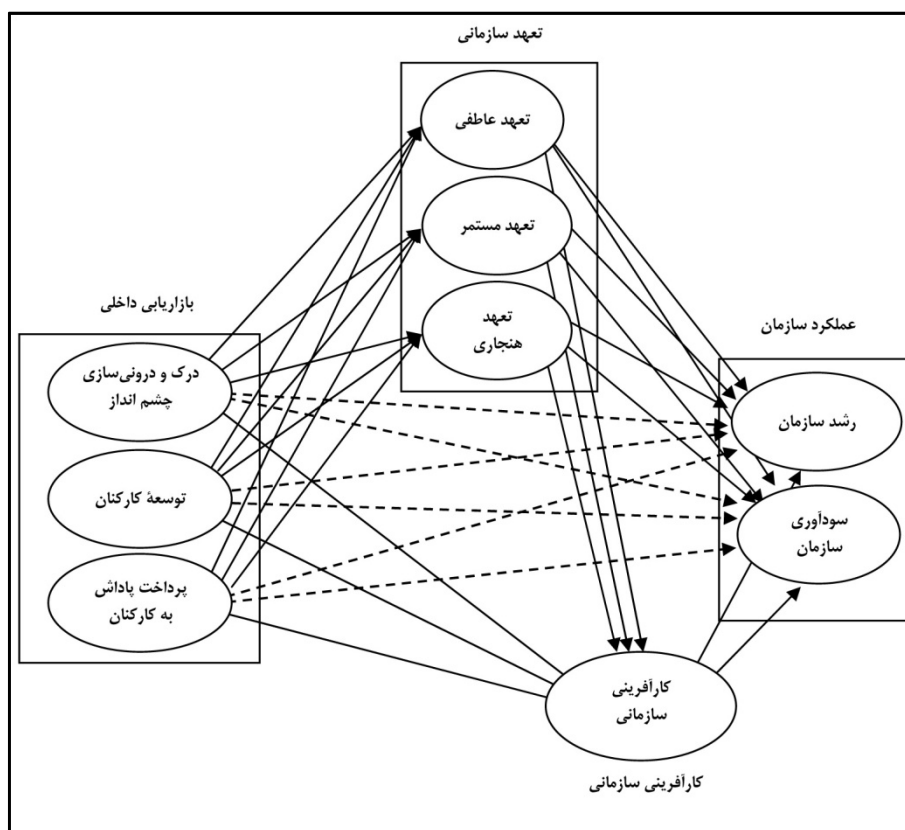 تعهد سازمانی
تعهد عاطفی
تعهد مستمر
تعهد
هنجاری
بازاریابی داخلی
درک و درونی‌سازی
چشم انداز
توسعهٔ کارکنان
پرداخت پاداش
به کارکنان
عملکرد سازمان
رشد سازمان
سودآوری
سازمان
کارآفرینی
سازمانی
کارآفرینی سازمانی